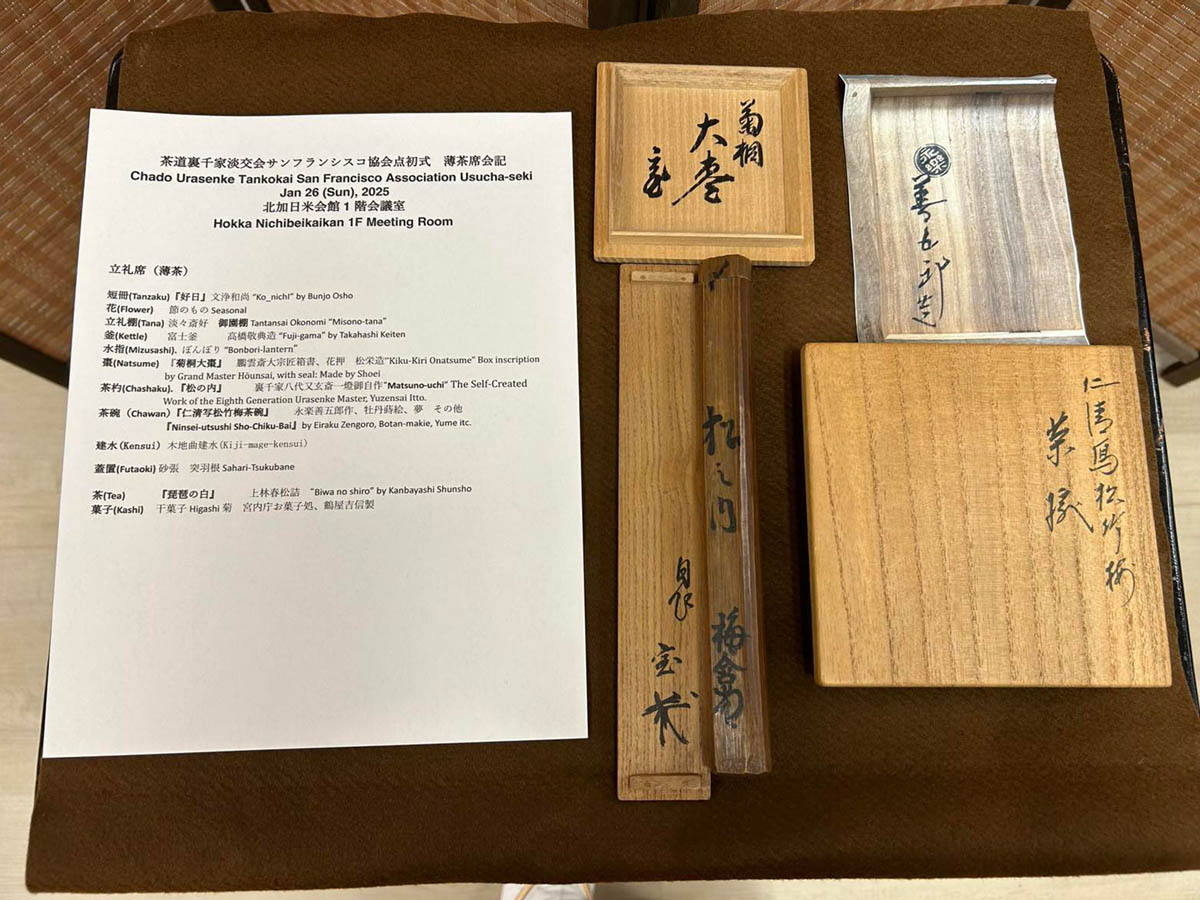 茶道裏千家淡交会サンフランシスコ協会点初式　薄茶席会記
Chado Urasenke Tankokai San Francisco Association Usucha-seki
Jan 26 (Sun), 2025
北加日米会館 1 階会議室
Hokka Nichibeikaikan 1F Meeting Room
立礼席（薄茶）
短冊(Tanzaku)『好日』文浄和尚 “Ko_nichI” by Bunjo Osho
花(Flower)　節のもの Seasonal
立礼棚(Tana) 淡々斎好　御園棚 Tantansai Okonomi “Misono-tana”
釜(Kettle)　富士釜　　高橋敬典造 “Fuji-gama” by Takahashi Keiten
水指(Mizusashi). ぼんぼり “Bonbori-lantern”
棗(Natsume)　『菊桐大棗』　鵬雲斎大宗匠箱書、花押　松栄造“Kiku-Kiri Onatsume” Box inscription
by Grand Master Hōunsai, with seal: Made by Shoei
茶杓(Chashaku).『松の内』　　裏千家八代又玄斎一燈御自作“Matsuno-uchi” The Self-Created
Work of the Eighth Generation Urasenke Master, Yuzensai Itto.
茶碗（Chawan）『仁清写松竹梅茶碗』　　永楽善五郎作、牡丹蒔絵、夢　その他
『Ninsei-utsushi Sho-Chiku-Bai』by Eiraku Zengoro, Botan-makie, Yume itc.
建水(Kensui) 木地曲建水(Kiji-mage-kensui)
蓋置(Futaoki) 砂張　突羽根 Sahari-Tsukubane
茶(Tea)　　『琵琶の白』　　上林春松詰　“Biwa no shiro” by Kanbayashi Shunsho
菓子(Kashi)　干菓子 Higashi 菊　宮内庁お菓子処、鶴屋吉信製
菊桐
大棗
松之内
自作
宝
善五郎造
仁清写松竹梅
茶碗